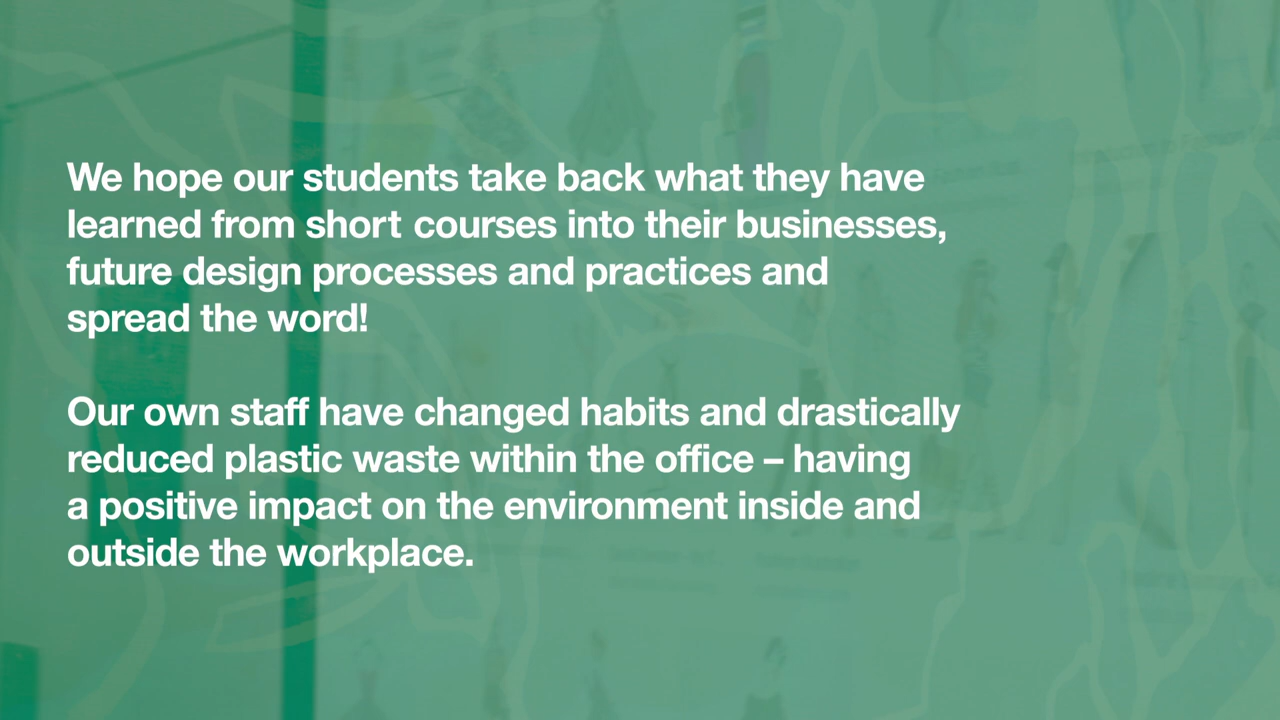 We hope our students take back what they have
learned from short courses into their businesses,
future design processes and practices and
spread the word!
Our own staff have changed habits and drastically
reduced plastic waste within the office – having
a positive impact on the environment inside and
outside the workplace.